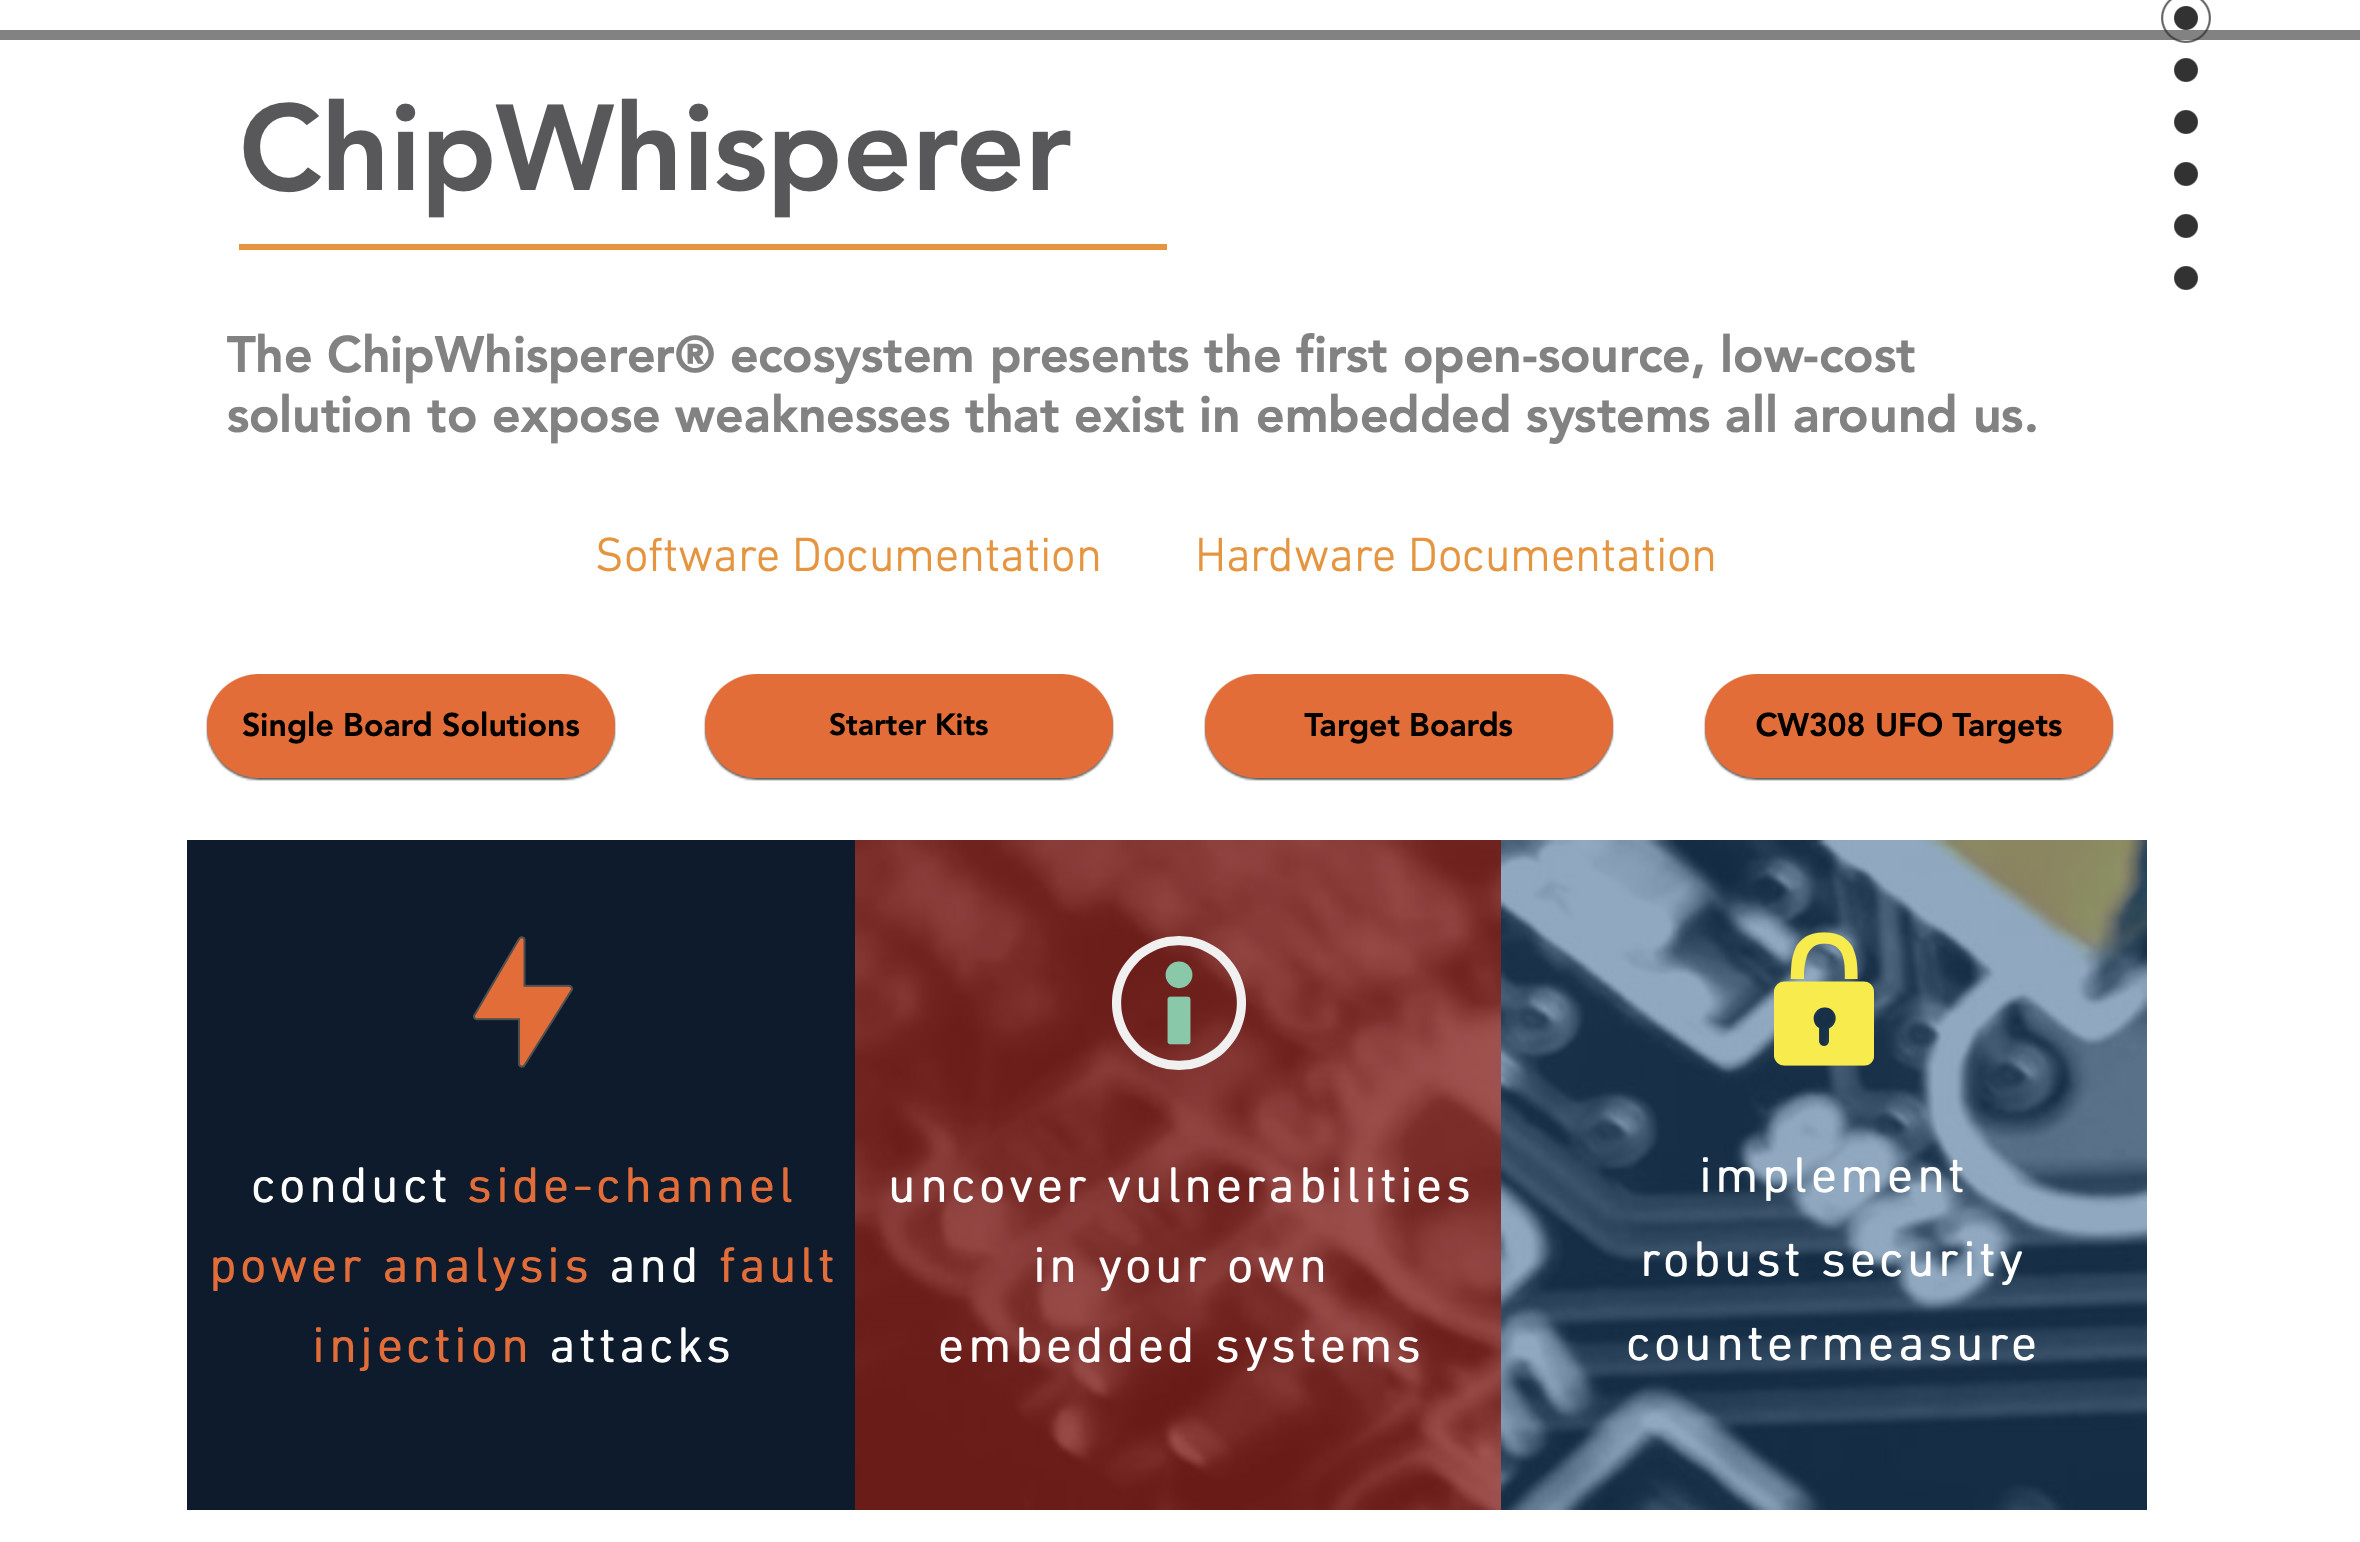 ChipWhisperer
The ChipWhisperer® ecosystem presents the first open-source, low-cost
solution to expose weaknesses that exist in embedded systems all around us.
Software Documentation
Hardware Documentation
Single Board Solutions
Starter Kits
Target Boards
CW308 UFO Targets
conduct side-channel
power analysis and fault
injection attacks
uncover vulnerabilities
in your own
embedded systems
implement
robust security
countermeasure